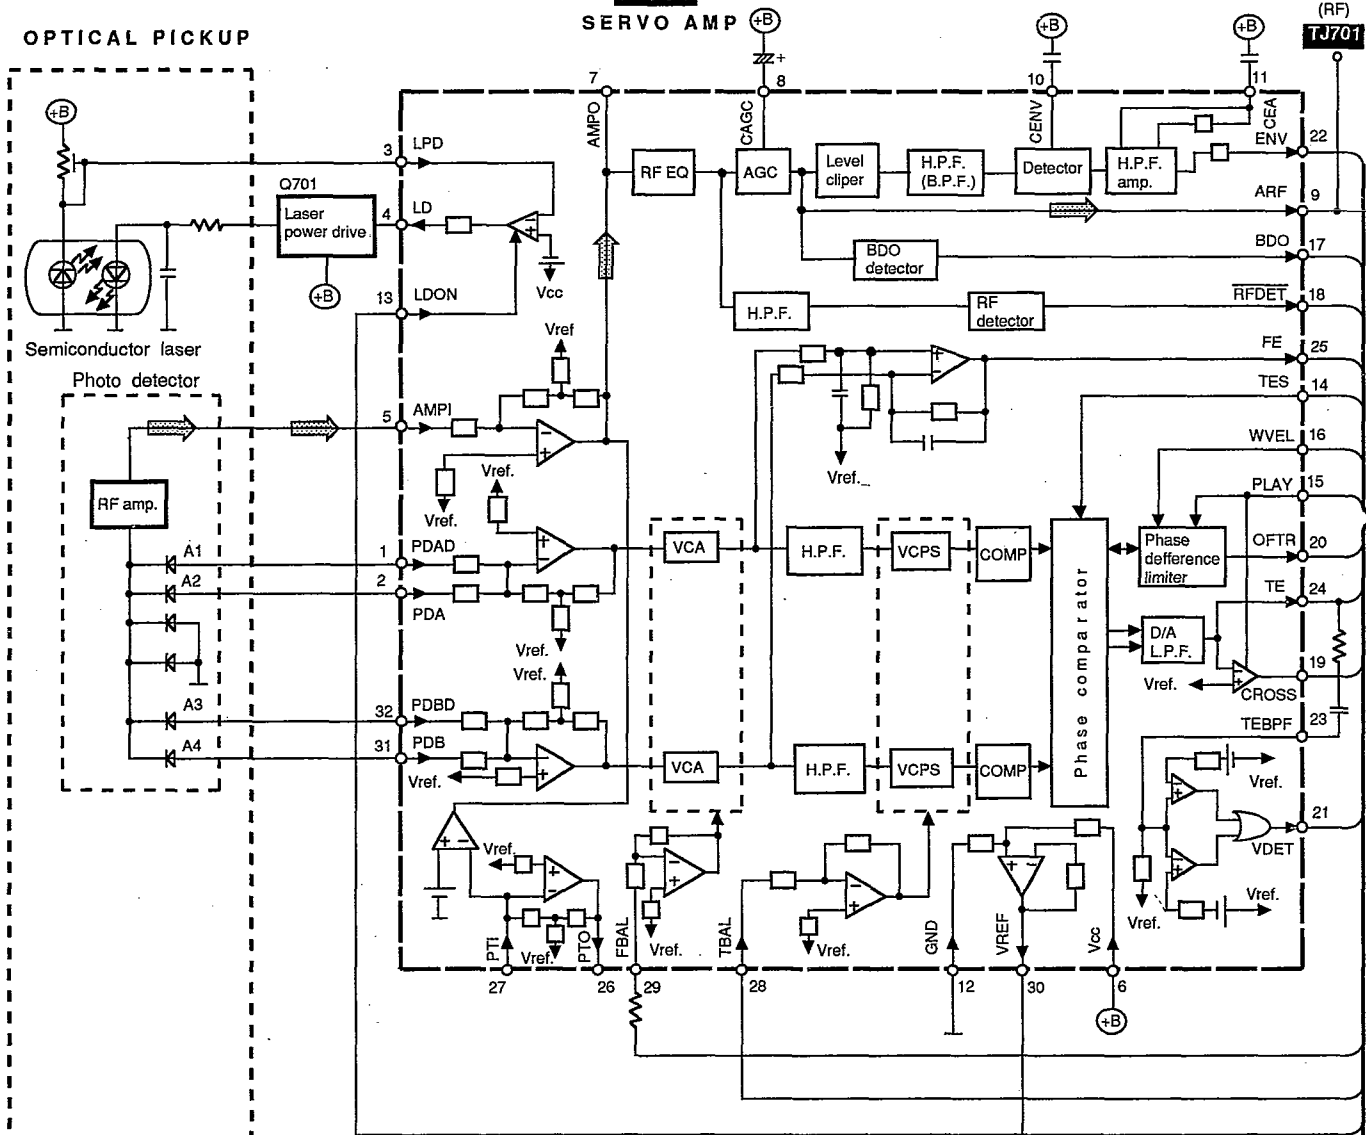 OPTICAL PICKUP
SERVO AMP
(RF)
TJ701
+B
+B
+B
+B
+
7
8
10
11
AMPO
CAGC
CENV
CEA
3
LPD
22
ENV
RF EQ
AGC
Level
cliper
H.P.F.
(B.P.F.)
Detector
H.P.F.
amp.
Q701
Laser
power drive
4
LD
ARF
9
+B
Vcc
BDO
17
BDO
detector
13
LDON
RFDET
18
H.P.F.
RF
detector
Semiconductor laser
Vref
FE
25
Photo detector
TES
14
5
AMPI
WVEL
16
Vref.
Vref.
Vref.
PLAY
15
RF amp.
A1
1
PDAD
VCA
H.P.F.
VCPS
COMP
Phase
defference
limiter
OFTR
20
A2
2
PDA
TE
24
Phase comparator
D/A
L.P.F.
Vref.
Vref.
Vref.
CROSS
19
A3
32
PDBD
TEBPF
23
A4
31
PDB
Vref.
VCA
H.P.F.
VCPS
COMP
Vref.
21
VDET
Vref.
Vref.
Vref.
Vref.
Vref.
Vref.
PTI
PTO
FBAL
TBAL
GND
VREF
Vcc
27
26
29
28
12
30
6
+B